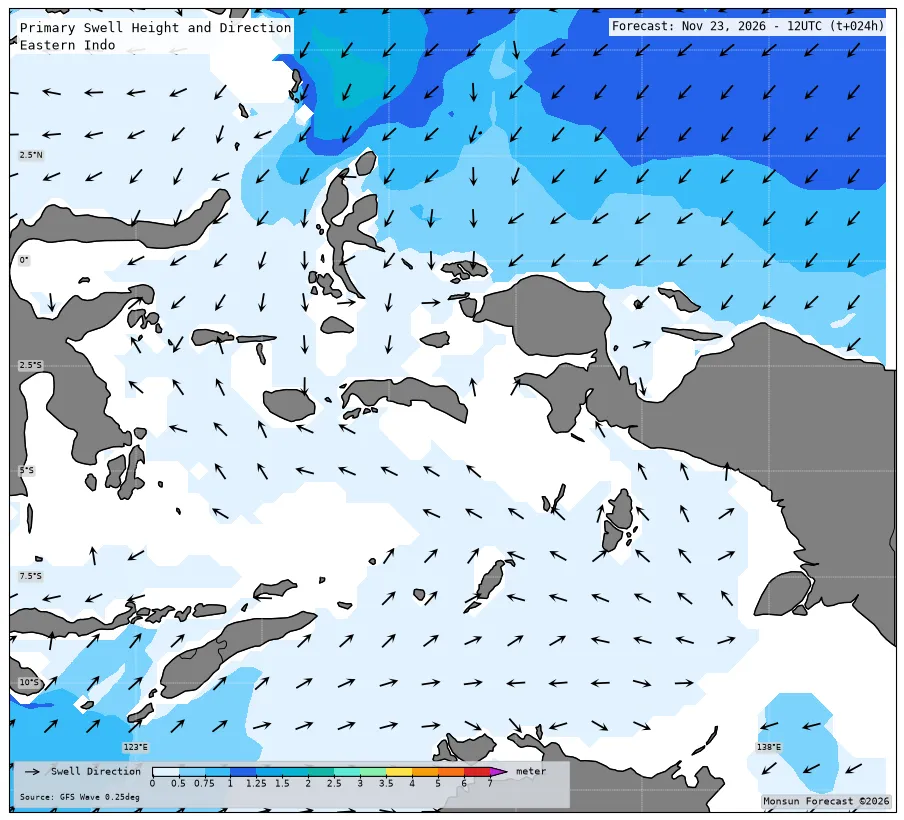 Primary Swell Height and Direction
Eastern Indo
Forecast: Nov 23, 2026 - 12UTC (t+024h)
2.5°N
0°
2.5°S
5°S
7.5°S
10°S
123°E
138°E
Swell Direction
0 0.5 0.75 1 1.25 1.5 1.75 2 2.5 3 3.5 4 5 6 7
meter
Source: GFS Wave 0.25deg
Monsun Forecast ©2026